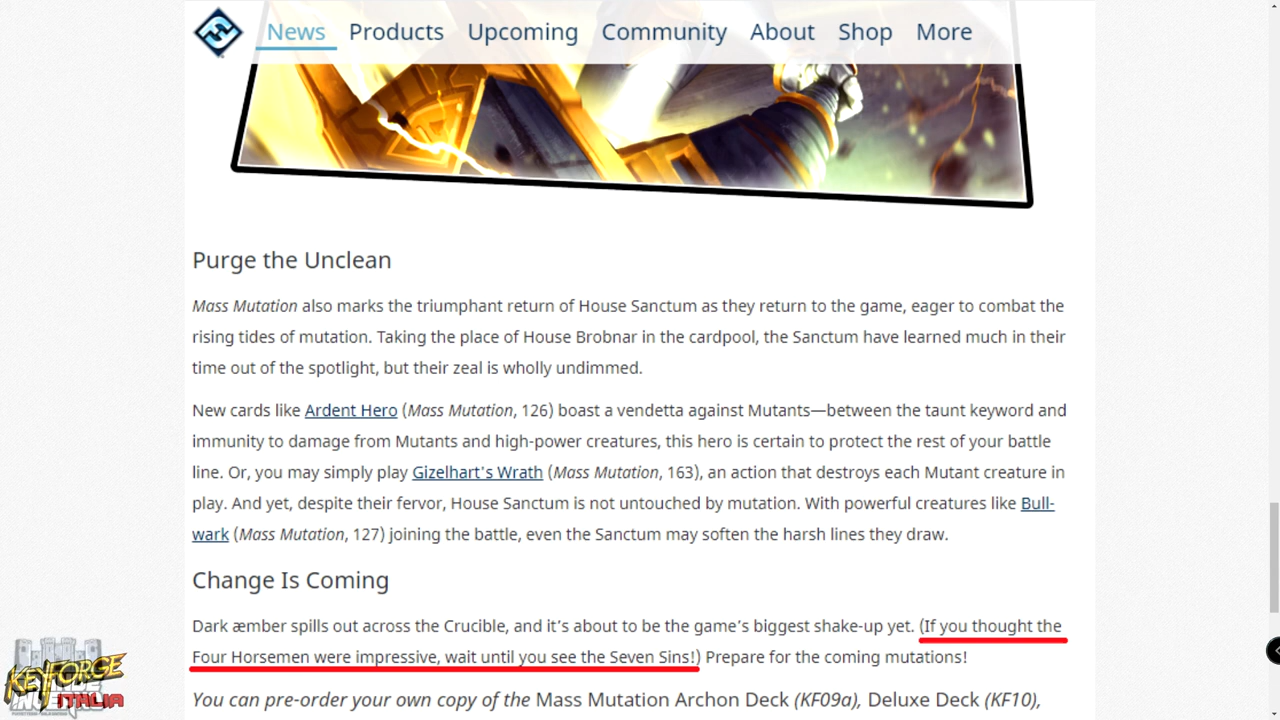 News Products Upcoming Community About Shop More
Purge the Unclean
Mass Mutation also marks the triumphant return of House Sanctum as they return to the game, eager to combat the
rising tides of mutation. Taking the place of House Brobnar in the cardpool, the Sanctum have learned much in their
time out of the spotlight, but their zeal is wholly undimmed.
New cards like Ardent Hero (Mass Mutation, 126) boast a vendetta against Mutants—between the taunt keyword and
immunity to damage from Mutants and high-power creatures, this hero is certain to protect the rest of your battle
line. Or, you may simply play Gizelhart's Wrath (Mass Mutation, 163), an action that destroys each Mutant creature in
play. And yet, despite their fervor, House Sanctum is not untouched by mutation. With powerful creatures like Bull-
wark (Mass Mutation, 127) joining the battle, even the Sanctum may soften the harsh lines they draw.
Change Is Coming
Dark æmber spills out across the Crucible, and it's about to be the game's biggest shake-up yet. (If you thought the
Four Horsemen were impressive, wait until you see the Seven Sins!) Prepare for the coming mutations!
You can pre-order your own copy of the Mass Mutation Archon Deck (KF09a), Deluxe Deck (KF10),
KEYFORGE
ITALIA